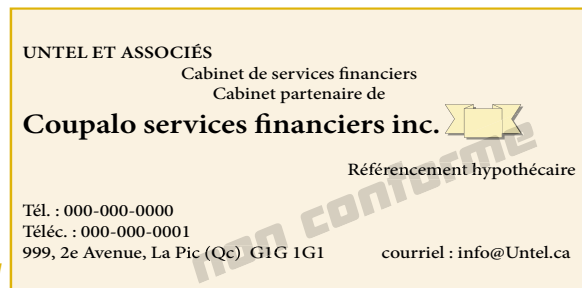 UNTEL ET ASSOCIÉS
Cabinet de services financiers
Cabinet partenaire de
Coupalo services financiers inc.
Référencement hypothécaire
non conforme
Tél. : 000-000-0000
Téléc. : 000-000-0001
999, 2e Avenue, La Pic (Qc) G1G 1G1 courriel : info@Untel.ca